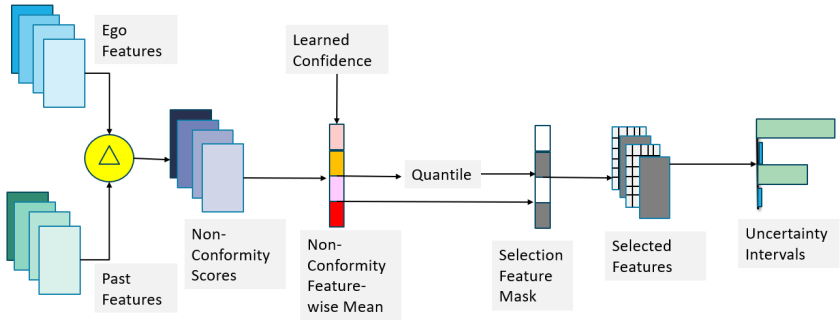 Ego
Features
Learned
Confidence
Quantile
Past
Features
Non-
Conformity
Scores
Non-
Conformity
Feature-
wise Mean
Selection
Feature
Mask
Selected
Features
Uncertainty
Intervals